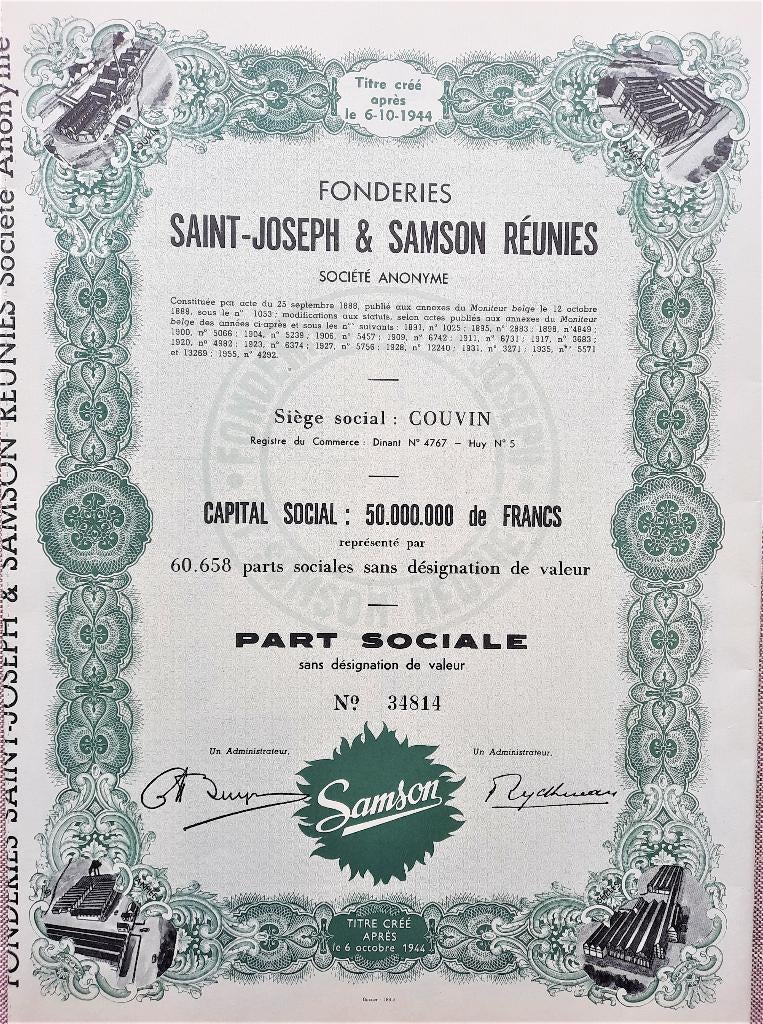 FONDERIES SAINT-JOSEPH & SAMSON RÉUNIES Société Anonyme
Titre créé
après
le 6-10-1944
FONDERIES
SAINT-JOSEPH & SAMSON RÉUNIES
SOCIÉTÉ ANONYME
Constituée par acte du 25 septembre 1888, publié aux annexes du Moniteur belge le 12 octobre
1888, sous le n° 1053; modifications aux statuts, selon actes publiés aux annexes du Moniteur
belge des années ci-après et sous les nos suivants : 1891, n° 1025; 1895, n° 2883; 1898, n° 4849;
1900, n° 5066; 1904, n° 5239; 1906, n° 5457; 1909, n° 6742; 1911, n° 6731; 1917, n° 3683;
1920, n° 4982; 1923, n° 6374; 1927, n° 5756; 1928, n° 12240; 1931, n° 3271; 1935, nos 5571
et 13269; 1955, n° 4292.
Siège social : COUVIN
Registre du Commerce : Dinant N° 4767 – Huy N° 5
CAPITAL SOCIAL : 50.000.000 de FRANCS
représenté par
60.658 parts sociales sans désignation de valeur
PART SOCIALE
sans désignation de valeur
N° 34814
Un Administrateur,
Un Administrateur,
Samson
TITRE CRÉÉ
APRÈS
le 6 octobre 1944